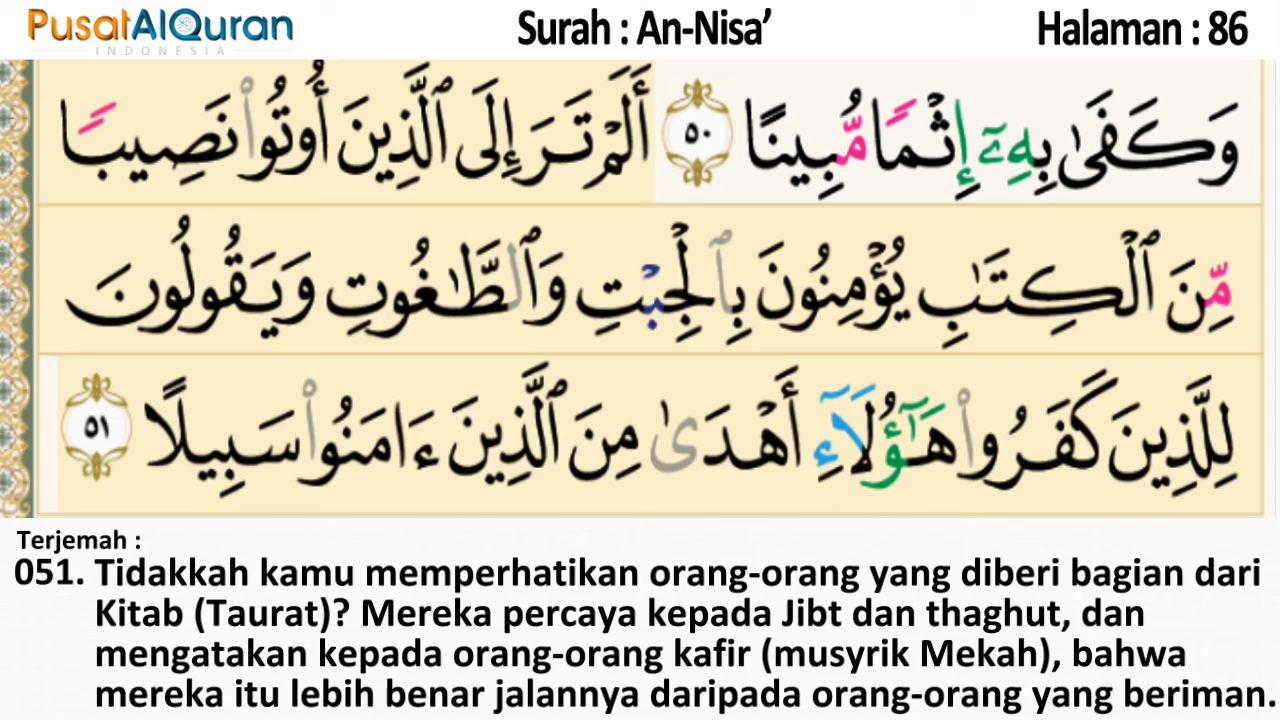 PusatAlQuran
INDONESIA
Surah : An-Nisa’
Halaman : 86
وَكَفَىٰ بِهِۦٓ إِثْمًا مُّبِينًا ٥٠ أَلَمْ تَرَ إِلَى ٱلَّذِينَ أُوتُوا۟ نَصِيبًا
مِّنَ ٱلْكِتَـٰبِ يُؤْمِنُونَ بِٱلْجِبْتِ وَٱلطَّـٰغُوتِ وَيَقُولُونَ
لِلَّذِينَ كَفَرُوا۟ هَـٰٓؤُلَآءِ أَهْدَىٰ مِنَ ٱلَّذِينَ ءَامَنُوا۟ سَبِيلًا ٥١
Terjemah :
051. Tidakkah kamu memperhatikan orang-orang yang diberi bagian dari
Kitab (Taurat)? Mereka percaya kepada Jibt dan thaghut, dan
mengatakan kepada orang-orang kafir (musyrik Mekah), bahwa
mereka itu lebih benar jalannya daripada orang-orang yang beriman.